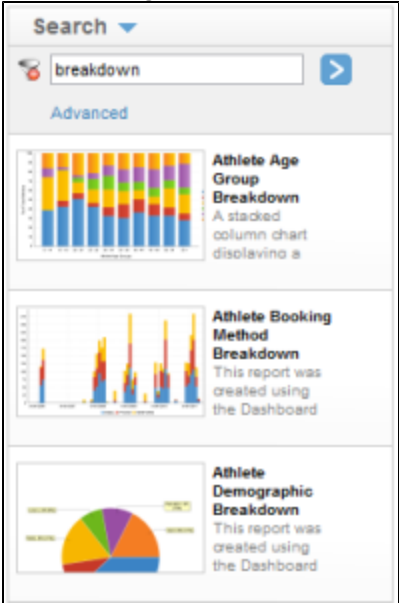 Search
breakdown
Advanced
Athlete Age
Group
Breakdown
A stacked
column chart
displaying a
Athlete Booking
Method
Breakdown
This report was
created using
the Dashboard
Athlete
Demographic
Breakdown
This report was
created using
the Dashboard